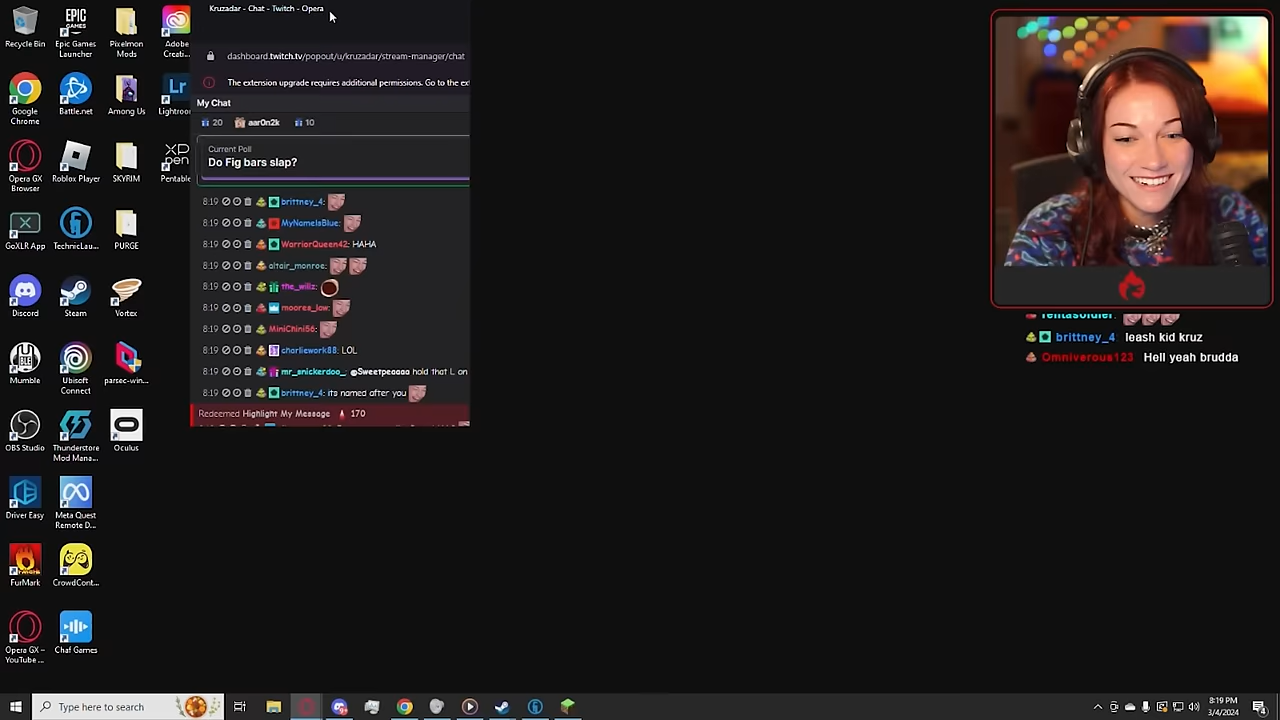 Kruzadar - Chat - Twitch - Opera
dashboard.twitch.tv/popout/u/kruzadar/stream-manager/chat
The extension upgrade requires additional permissions. Go to the ext
My Chat
20 aar0n2k 10
Current Poll
Do Fig bars slap?
8:19 brittney_4:
8:19 MyNameIsBlue:
8:19 WarriorQueen42: HAHA
8:19 altair_monroe:
8:19 the_willz:
8:19 moorea_low:
8:19 MiniChini56:
8:19 charliework88: LOL
8:19 mr_snickerdoo_: @Sweetpeaaaa hold that L on
8:19 brittney_4: its named after you
Redeemed Highlight My Message 170
brittney_4: leash kid kruz
Omniverous123 Hell yeah brudda
Recycle Bin
Epic Games Launcher
Pixelmon Mods
Adobe Creati...
Google Chrome
Battle.net
Among Us
Lightroom
Opera GX Browser
Roblox Player
SKYRIM
Pentable
GoXLR App
TechnicLau...
PURGE
Discord
Steam
Vortex
Mumble
Ubisoft Connect
parsec-win...
OBS Studio
Thunderstore Mod Mana...
Oculus
Driver Easy
Meta Quest Remote D...
FurMark
CrowdCont...
Opera GX – YouTube ...
Chaf Games
Type here to search
8:19 PM
3/4/2024